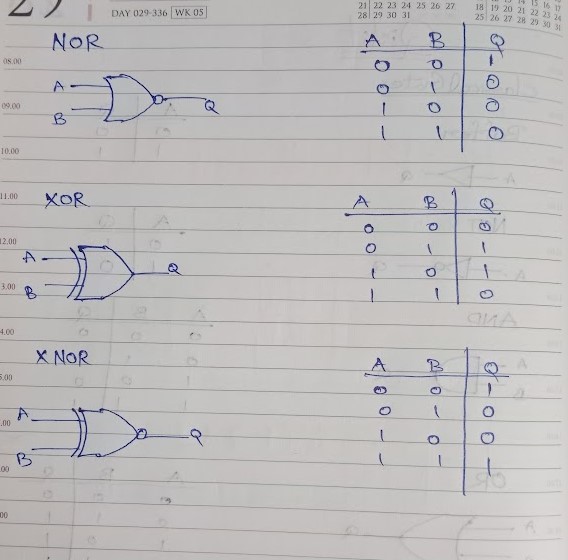 29
DAY 029-336 WK 05
21 22 23 24 25 26 27
28 29 30 31
18 19 20 21 22 23 24
25 26 27 28 29 30 31
NOR
A B Q
08.00
0 0 1
A
0 1 0
09.00
Q
1 0 0
B
1 1 0
10.00
11.00
XOR
A B Q
0 0 0
12.00
0 1 1
A
Q
1 0 1
B
3.00
1 1 0
4.00
XNOR
A B Q
5.00
0 0 1
A
0 1 0
.00
Q
1 0 0
B
1 1 1
.00
00